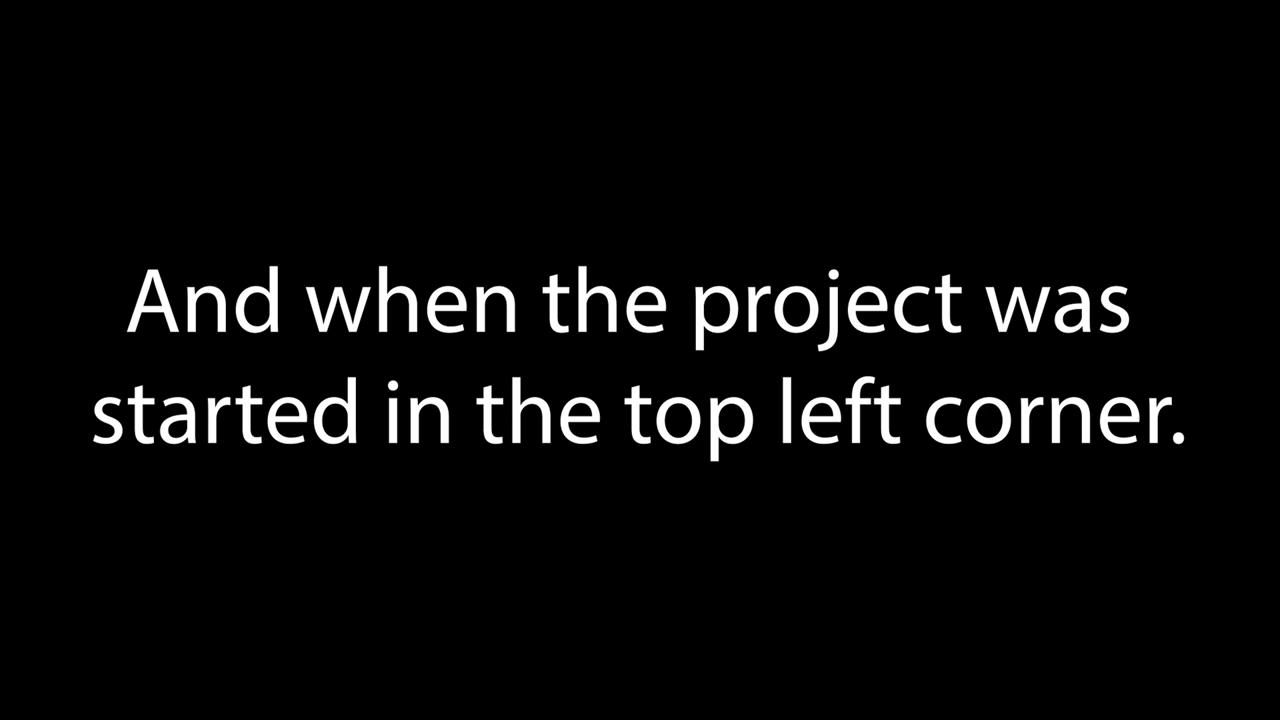 And when the project was
started in the top left corner.